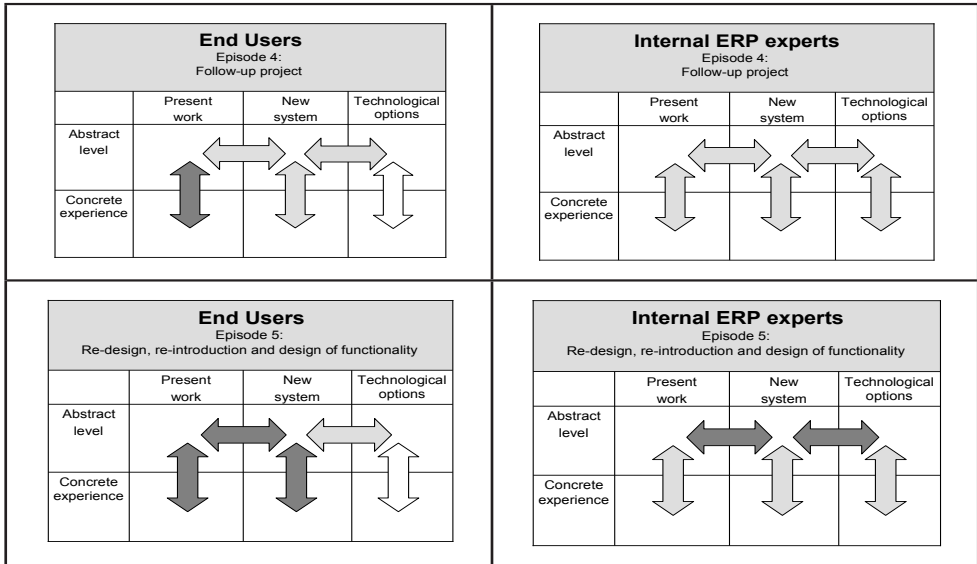 End Users
Episode 4:
Follow-up project
Present work
New system
Technological options
Abstract level
Concrete experience
Internal ERP experts
Episode 4:
Follow-up project
Present work
New system
Technological options
Abstract level
Concrete experience
End Users
Episode 5:
Re-design, re-introduction and design of functionality
Present work
New system
Technological options
Abstract level
Concrete experience
Internal ERP experts
Episode 5:
Re-design, re-introduction and design of functionality
Present work
New system
Technological options
Abstract level
Concrete experience